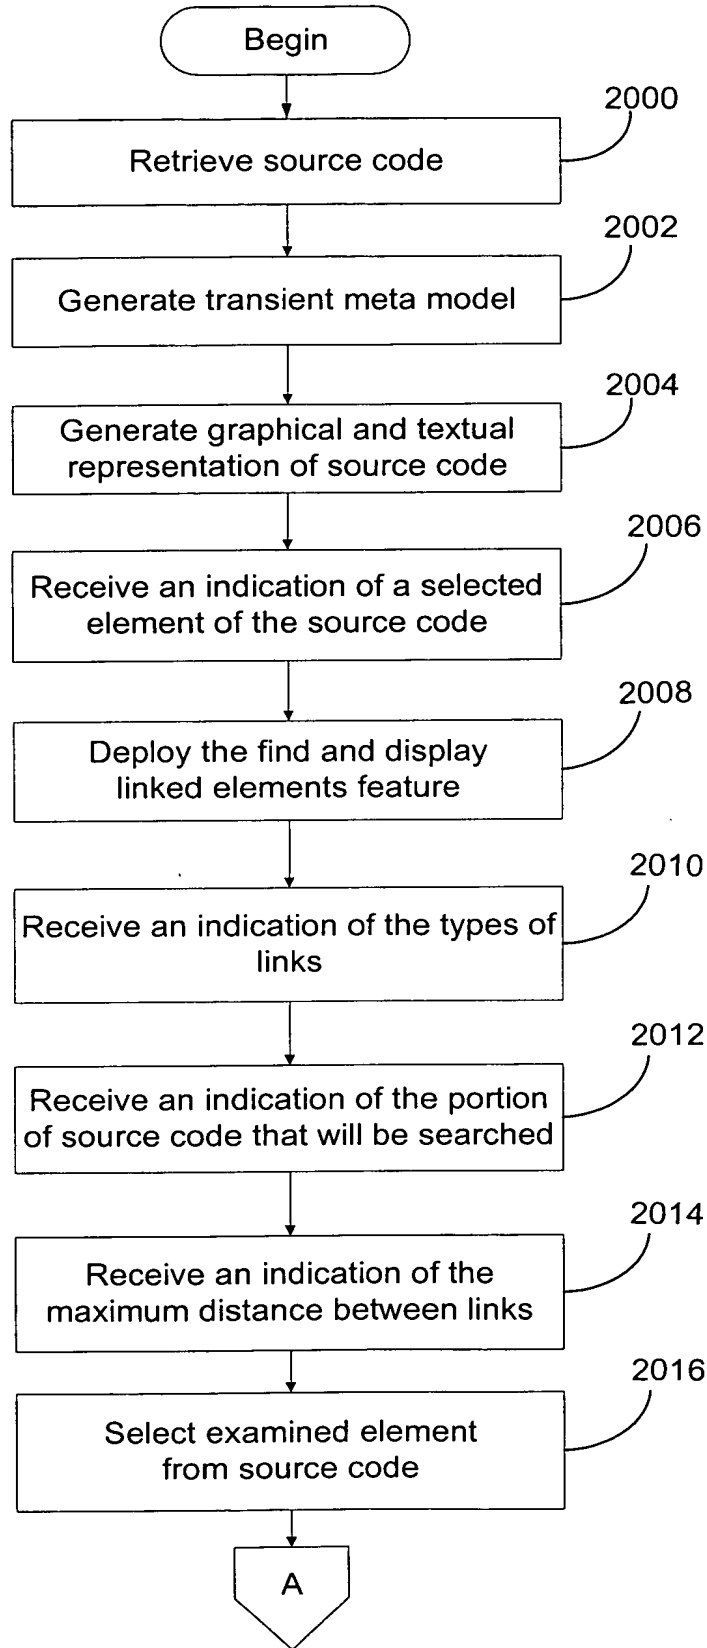 Begin
2000
Retrieve source code
2002
Generate transient meta model
2004
Generate graphical and textual
representation of source code
2006
Receive an indication of a selected
element of the source code
2008
Deploy the find and display
linked elements feature
2010
Receive an indication of the types of
links
2012
Receive an indication of the portion
of source code that will be searched
2014
Receive an indication of the
maximum distance between links
2016
Select examined element
from source code
A